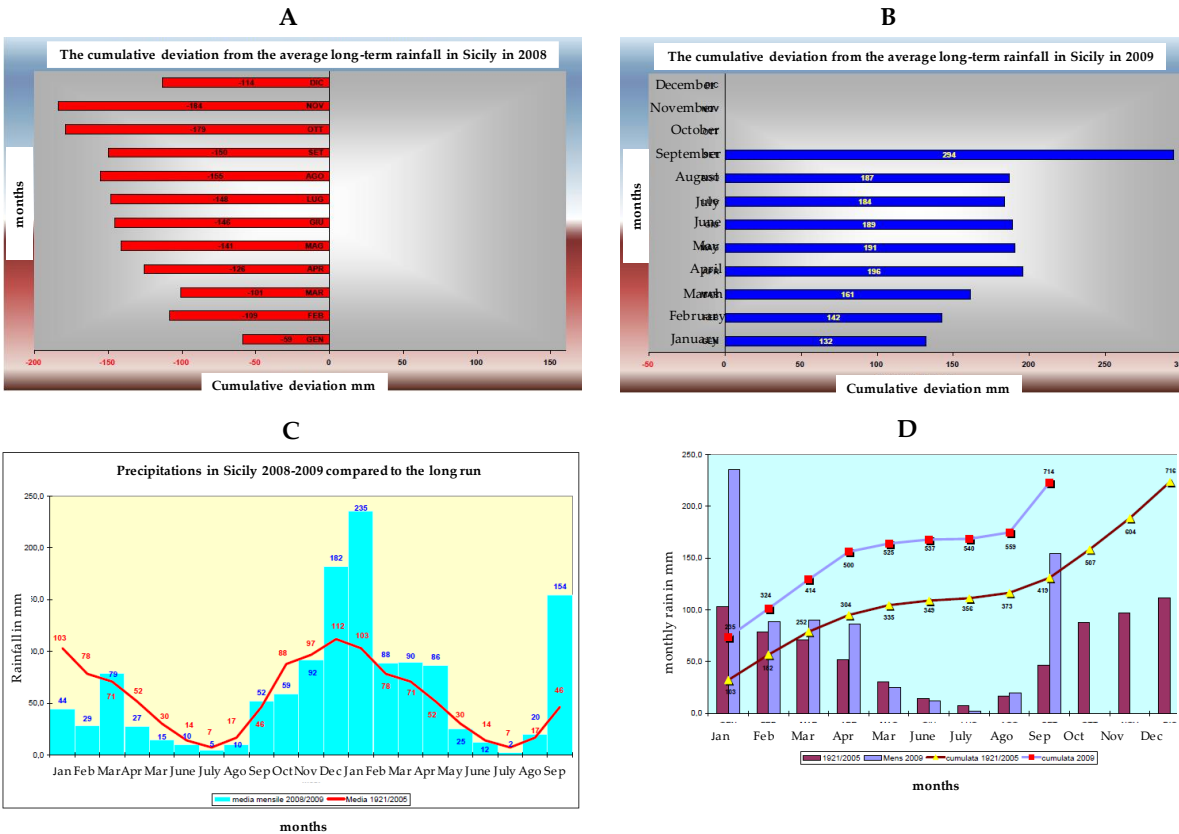 A
The cumulative deviation from the average long-term rainfall in Sicily in 2008
months
-114 DIC
-184 NOV
-179 OTT
-150 SET
-155 AGO
-148 LUG
-146 GIU
-141 MAG
-126 APR
-101 MAR
-109 FEB
-59 GEN
-200 -150 -100 -50 0 50 100 150
Cumulative deviation mm
B
The cumulative deviation from the average long-term rainfall in Sicily in 2009
months
December
November
October
September 294
August 187
July 184
June 189
May 191
April 196
March 161
February 142
January 132
-50 0 50 100 150 200 250
Cumulative deviation mm
C
Precipitations in Sicily 2008-2009 compared to the long run
Rainfall in mm
250,0
200,0
150,0
100,0
50,0
0,0
103 78 71 52 30 14 7 17 46 88 97 112 103 78 71 52 30 14 7 17 46
44 29 79 27 15 10 5 10 52 59 92 182 235 88 90 86 25 12 2 20 154
Jan Feb Mar Apr Mar June July Ago Sep Oct Nov Dec Jan Feb Mar Apr May June July Ago Sep
media mensile 2008/2009 Media 1921/2005
months
D
monthly rain in mm
250,0
200,0
150,0
100,0
50,0
0,0
235 324 414 500 525 537 540 559 714
103 182 252 304 335 349 356 373 419 507 604 716
Jan Feb Mar Apr Mar June July Ago Sep Oct Nov Dec
1921/2005 Mens 2009 cumulata 1921/2005 cumulata 2009
months